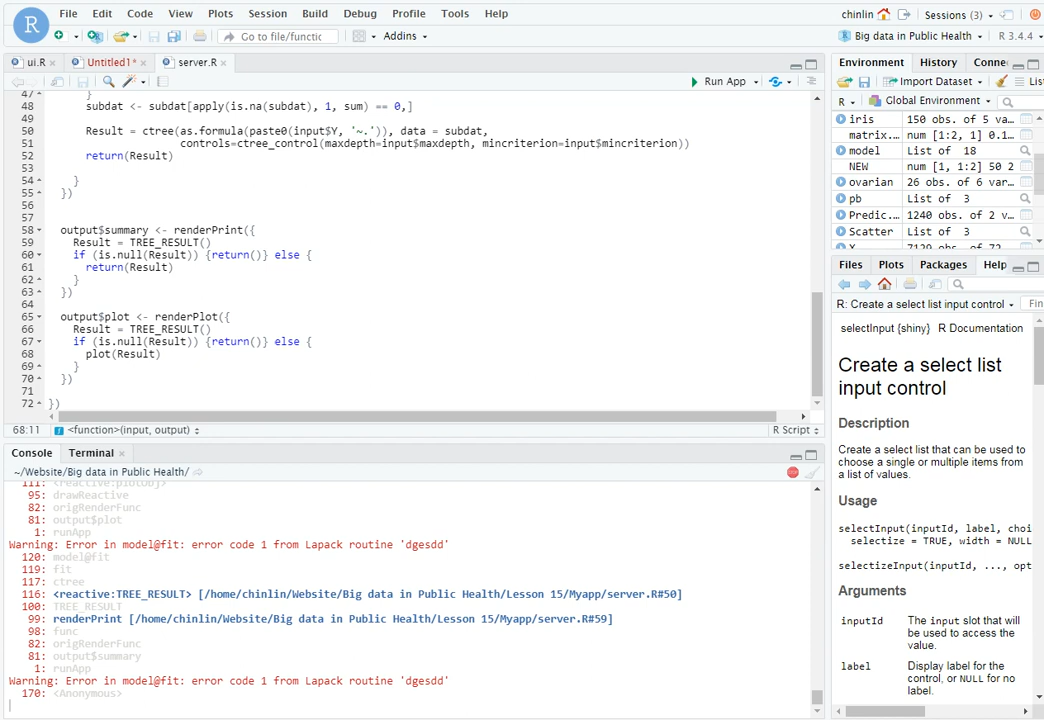 File Edit Code View Plots Session Build Debug Profile Tools Help
chinlin
Sessions (3)
R
Go to file/functic
Addins
Big data in Public Health
R 3.4.4
ui.R
Untitled1*
server.R
Run App
47 }
48 subdat <- subdat[apply(is.na(subdat), 1, sum) == 0,]
49
50 Result = ctree(as.formula(paste0(input$Y, '~.')), data = subdat,
51 controls=ctree_control(maxdepth=input$maxdepth, mincriterion=input$mincriterion))
52 return(Result)
53
54 }
55 })
56
57
58 output$summary <- renderPrint({
59 Result = TREE_RESULT()
60 if (is.null(Result)) {return()} else {
61 return(Result)
62 }
63 })
64
65 output$plot <- renderPlot({
66 Result = TREE_RESULT()
67 if (is.null(Result)) {return()} else {
68 plot(Result)
69 }
70 })
71
72 })
68:11 <function>(input, output)
R Script
Console Terminal
~/Website/Big data in Public Health/
111: <reactive:plotObj>
95: drawReactive
82: origRenderFunc
81: output$plot
1: runApp
Warning: Error in model@fit: error code 1 from Lapack routine 'dgesdd'
120: model@fit
119: fit
117: ctree
116: <reactive:TREE_RESULT> [/home/chinlin/Website/Big data in Public Health/Lesson 15/Myapp/server.R#50]
100: TREE_RESULT
99: renderPrint [/home/chinlin/Website/Big data in Public Health/Lesson 15/Myapp/server.R#59]
98: func
82: origRenderFunc
81: output$summary
1: runApp
Warning: Error in model@fit: error code 1 from Lapack routine 'dgesdd'
170: <Anonymous>
Environment History Conne
Import Dataset
List
R
Global Environment
iris 150 obs. of 5 va…
matrix.… num [1:2, 1] 0.1…
model List of 18
NEW num [1, 1:2] 50 2
ovarian 26 obs. of 6 var…
pb List of 3
Predic.… 1240 obs. of 2 v…
Scatter List of 3
Files Plots Packages Help
R: Create a select list input control
Fin
selectInput {shiny} R Documentation
Create a select list
input control
Description
Create a select list that can be used to
choose a single or multiple items from
a list of values.
Usage
selectInput(inputId, label, choi
selectize = TRUE, width = NULL
selectizeInput(inputId, ..., opt
Arguments
inputId The input slot that will
be used to access the
value.
label Display label for the
control, or NULL for no
label.